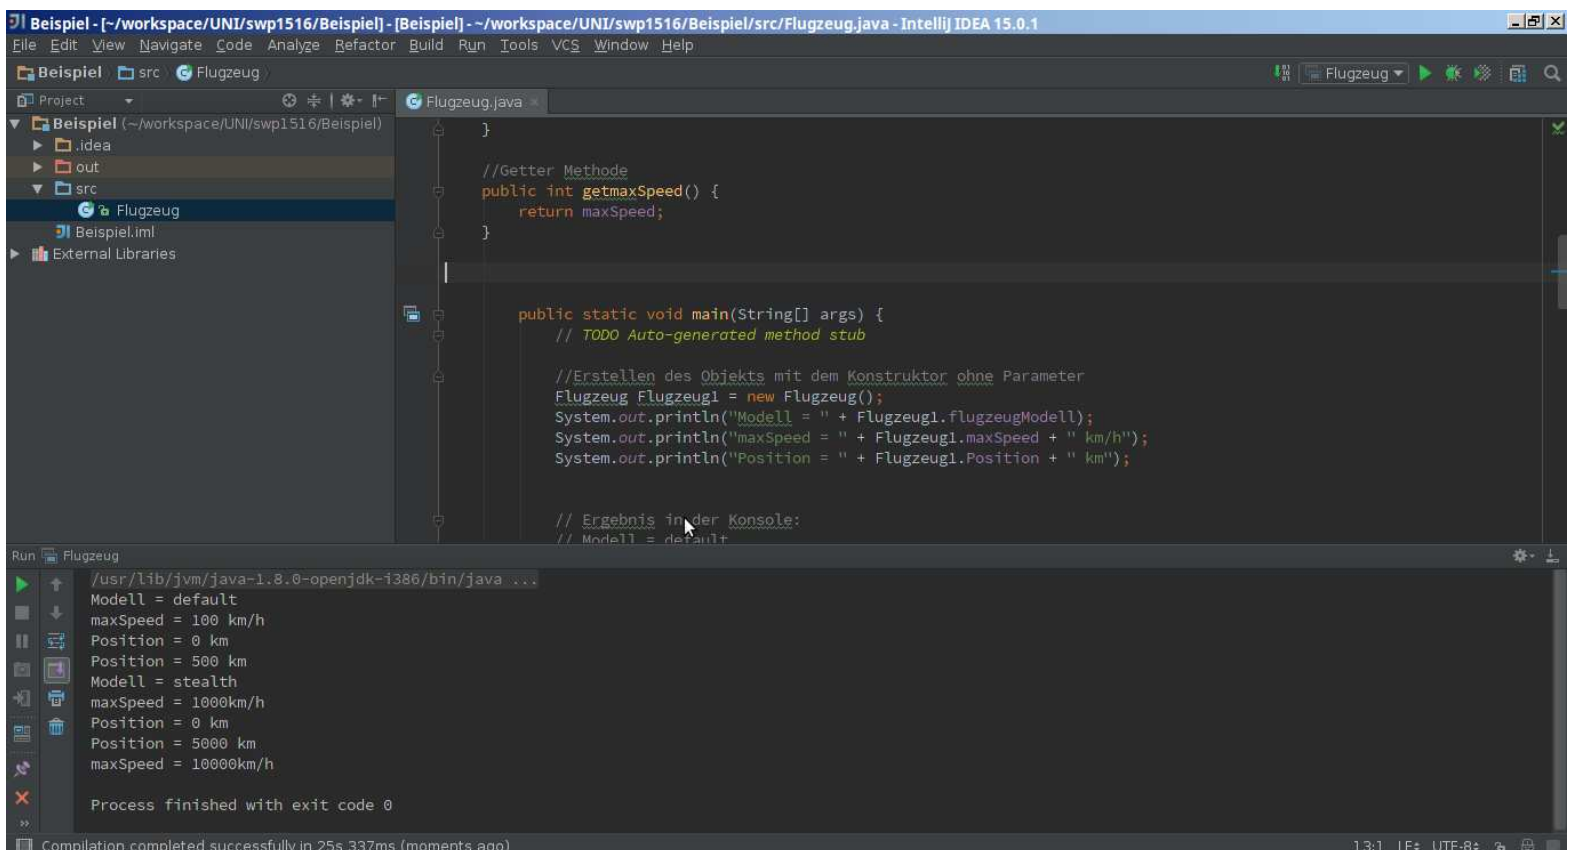 Beispiel - [~/workspace/UNI/swp1516/Beispiel] - [Beispiel] - ~/workspace/UNI/swp1516/Beispiel/src/Flugzeug.java - IntelliJ IDEA 15.0.1
File Edit View Navigate Code Analyze Refactor Build Run Tools VCS Window Help
Beispiel src Flugzeug
Flugzeug
Project
Flugzeug.java
Beispiel (~/workspace/UNI/swp1516/Beispiel)
.idea
out
src
Flugzeug
Beispiel.iml
External Libraries
}
//Getter Methode
public int getmaxSpeed() {
return maxSpeed;
}
public static void main(String[] args) {
// TODO Auto-generated method stub
//Erstellen des Objekts mit dem Konstruktor ohne Parameter
Flugzeug Flugzeug1 = new Flugzeug();
System.out.println("Modell = " + Flugzeug1.flugzeugModell);
System.out.println("maxSpeed = " + Flugzeug1.maxSpeed + " km/h");
System.out.println("Position = " + Flugzeug1.Position + " km");
// Ergebnis in der Konsole:
// Modell = default
Run Flugzeug
/usr/lib/jvm/java-1.8.0-openjdk-i386/bin/java ...
Modell = default
maxSpeed = 100 km/h
Position = 0 km
Position = 500 km
Modell = stealth
maxSpeed = 1000km/h
Position = 0 km
Position = 5000 km
maxSpeed = 10000km/h
Process finished with exit code 0
Compilation completed successfully in 25s 337ms (moments ago)
13:1 LF÷ UTF-8÷